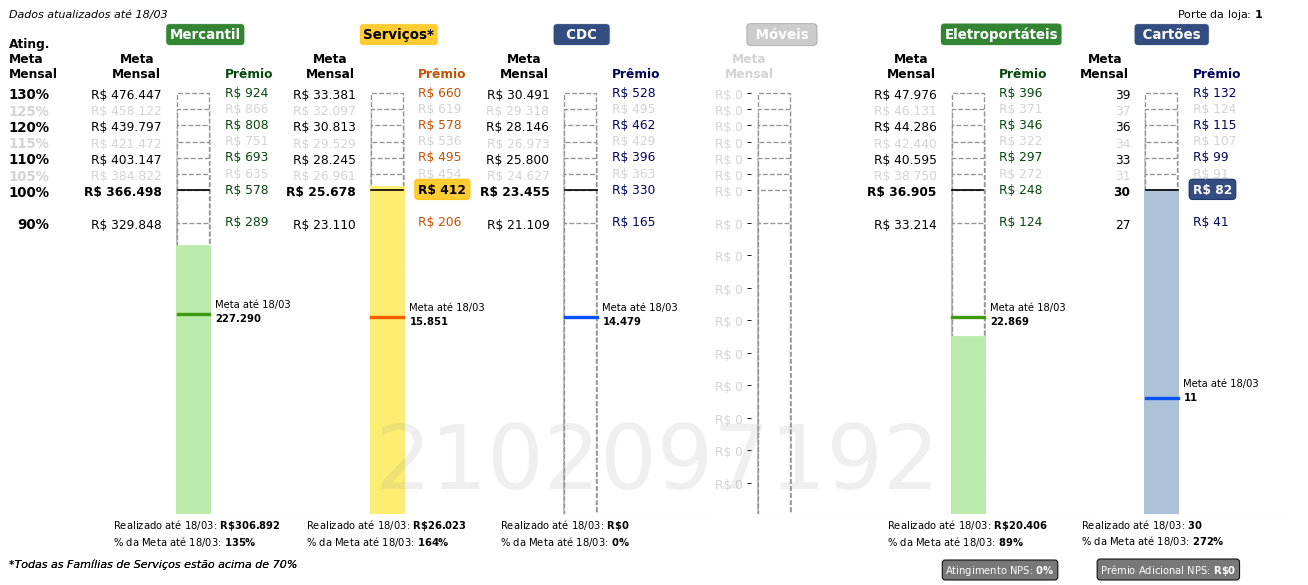 Dados atualizados até 18/03 Porte da loja: 1
Mercantil Serviços* CDC Móveis Eletroportáteis Cartões
Ating. Meta Mensal Meta Mensal Prêmio Meta Mensal Prêmio Meta Mensal Prêmio Meta Mensal Meta Mensal Prêmio Meta Mensal Prêmio
130% R$ 476.447 R$ 924 R$ 33.381 R$ 660 R$ 30.491 R$ 528 R$ 0 R$ 47.976 R$ 396 39 R$ 132
125% R$ 458.122 R$ 866 R$ 32.097 R$ 619 R$ 29.318 R$ 495 R$ 0 R$ 46.131 R$ 371 37 R$ 124
120% R$ 439.797 R$ 808 R$ 30.813 R$ 578 R$ 28.146 R$ 462 R$ 0 R$ 44.286 R$ 346 36 R$ 115
115% R$ 421.472 R$ 751 R$ 29.529 R$ 536 R$ 26.973 R$ 429 R$ 0 R$ 42.440 R$ 322 34 R$ 107
110% R$ 403.147 R$ 693 R$ 28.245 R$ 495 R$ 25.800 R$ 396 R$ 0 R$ 40.595 R$ 297 33 R$ 99
105% R$ 384.822 R$ 635 R$ 26.961 R$ 454 R$ 24.627 R$ 363 R$ 0 R$ 38.750 R$ 272 31 R$ 91
100% R$ 366.498 R$ 578 R$ 25.678 R$ 412 R$ 23.455 R$ 330 R$ 0 R$ 36.905 R$ 248 30 R$ 82
90% R$ 329.848 R$ 289 R$ 23.110 R$ 206 R$ 21.109 R$ 165 R$ 0 R$ 33.214 R$ 124 27 R$ 41
R$ 0
R$ 0
Meta até 18/03 Meta até 18/03 Meta até 18/03 Meta até 18/03
227.290 15.851 14.479 R$ 0 22.869
R$ 0
R$ 0
Meta até 18/03
11
R$ 0
R$ 0
R$ 0
2102097192
Realizado até 18/03: R$306.892 Realizado até 18/03: R$26.023 Realizado até 18/03: R$0 Realizado até 18/03: R$20.406 Realizado até 18/03: 30
% da Meta até 18/03: 135% % da Meta até 18/03: 164% % da Meta até 18/03: 0% % da Meta até 18/03: 89% % da Meta até 18/03: 272%
*Todas as Famílias de Serviços estão acima de 70% Atingimento NPS: 0% Prêmio Adicional NPS: R$0